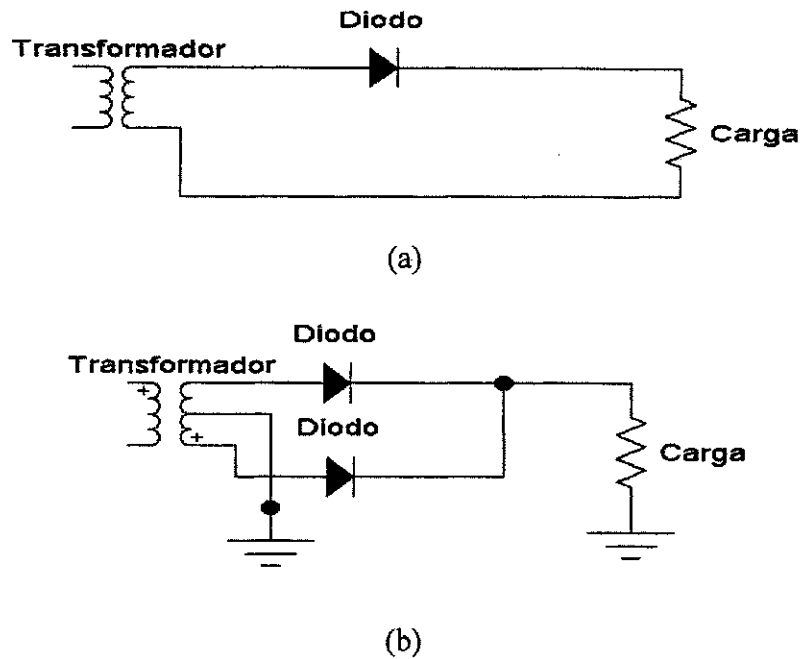 Diodo
Transformador
Carga
(a)
Diodo
Transformador
+
Diodo
+
Carga
(b)